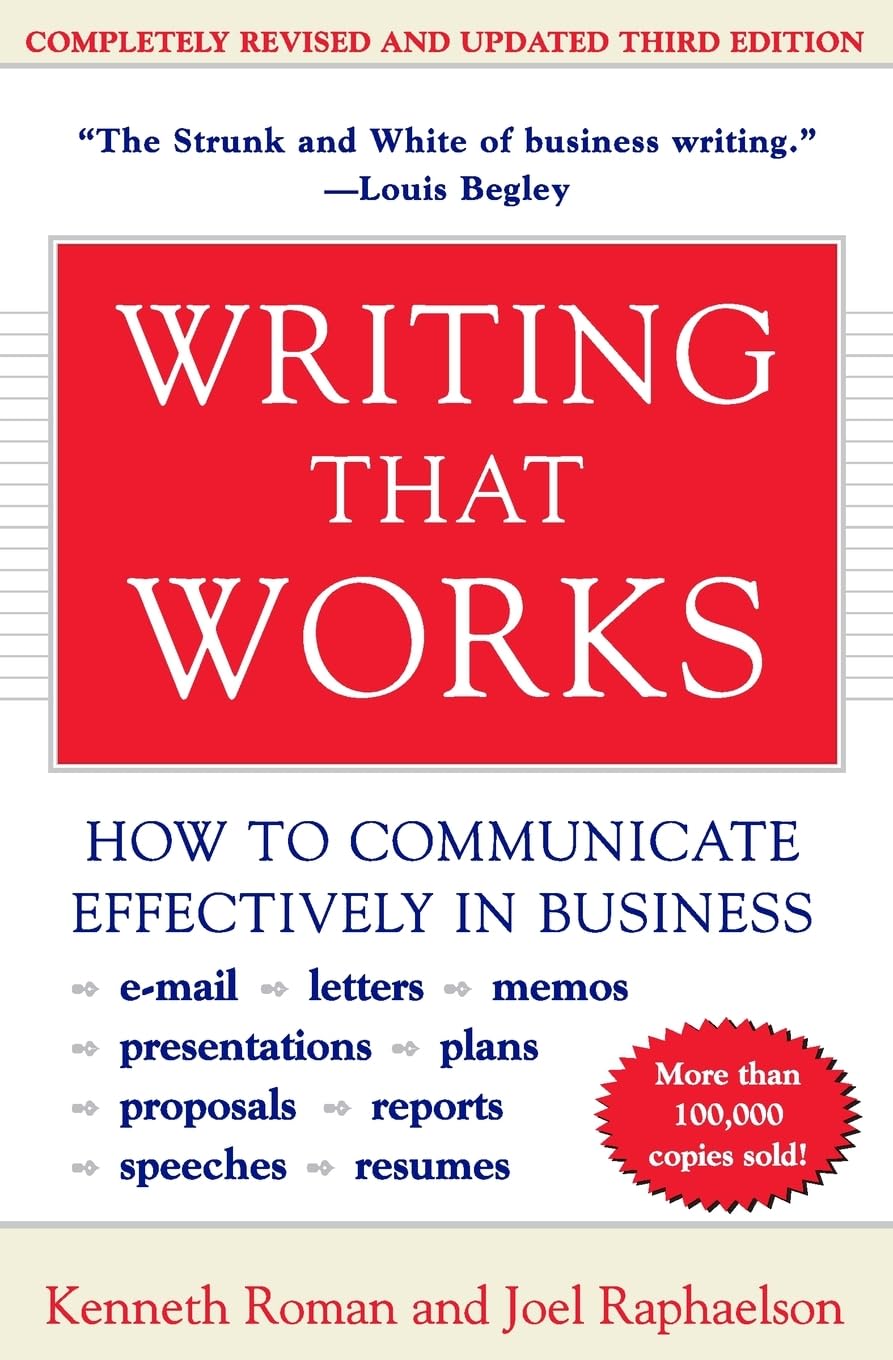 COMPLETELY REVISED AND UPDATED THIRD EDITION
“The Strunk and White of business writing.”
—Louis Begley
WRITING
THAT
WORKS
HOW TO COMMUNICATE
EFFECTIVELY IN BUSINESS
e-mail letters memos
presentations plans
proposals reports
speeches resumes
More than
100,000
copies sold!
Kenneth Roman and Joel Raphaelson